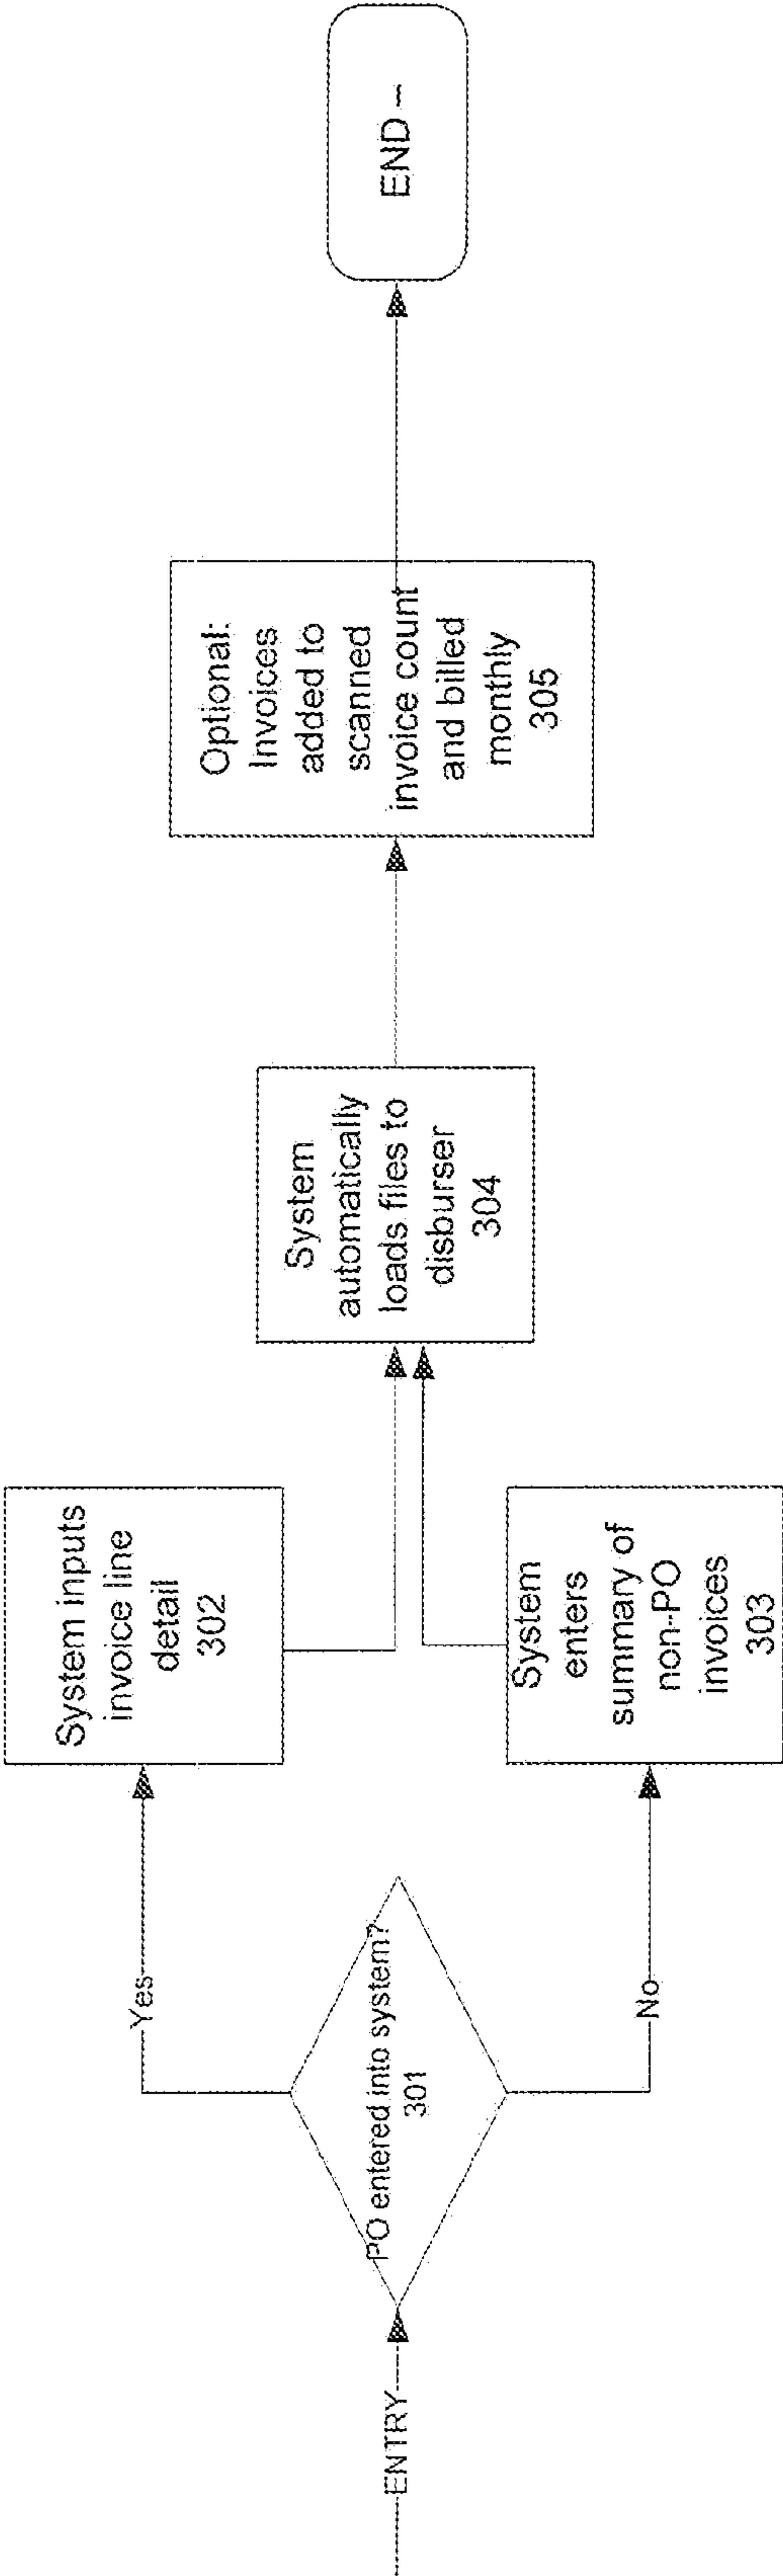 ENTRY
PO entered into system?
301
Yes
No
System inputs
invoice line
detail
302
System
enters
summary of
non-PO
invoices
303
System
automatically
loads files to
disburser
304
Optional:
Invoices
added to
scanned
invoice count
and billed
monthly
305
END –